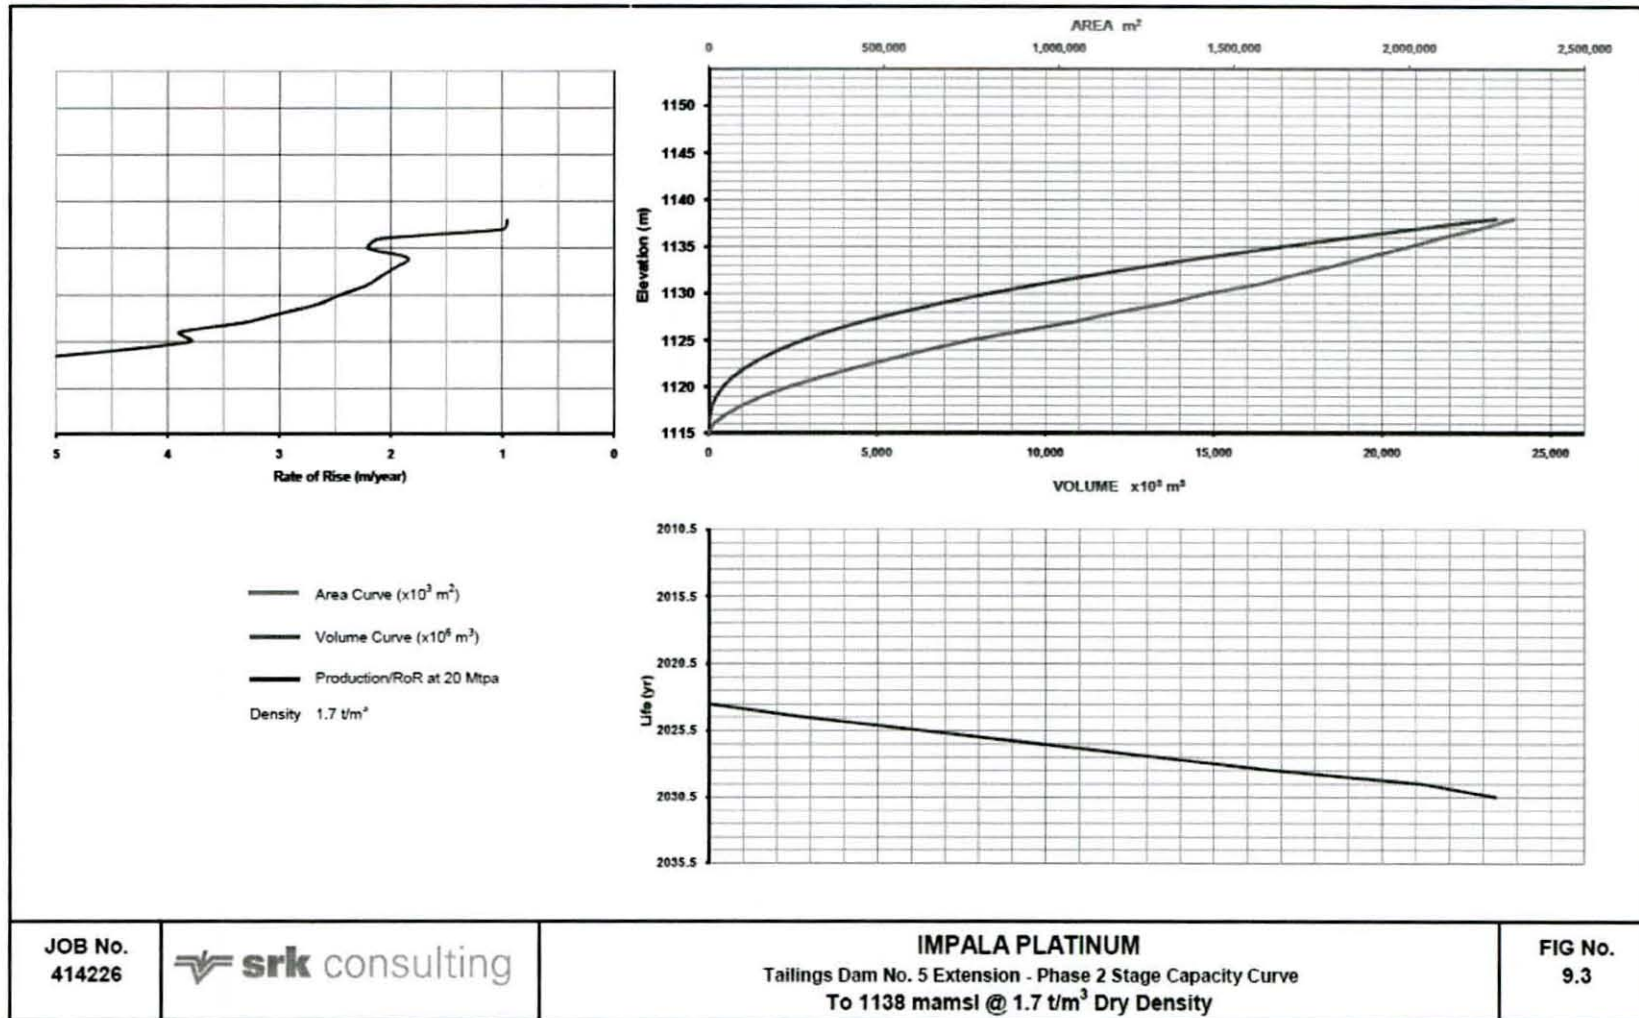 AREA m²
0 500,000 1,000,000 1,500,000 2,000,000 2,500,000
Elevation (m)
1150
1145
1140
1135
1130
1125
1120
1115
5 4 3 2 1 0
Rate of Rise (m/year)
0 5,000 10,000 15,000 20,000 25,000
VOLUME x10³ m³
Area Curve (x10³ m²)
Volume Curve (x10⁶ m³)
Production/RoR at 20 Mtpa
Density 1.7 t/m³
Life (yr)
2010.5
2015.5
2020.5
2025.5
2030.5
2035.5
JOB No.
414226
srk consulting
IMPALA PLATINUM
Tailings Dam No. 5 Extension - Phase 2 Stage Capacity Curve
To 1138 mamsl @ 1.7 t/m³ Dry Density
FIG No.
9.3